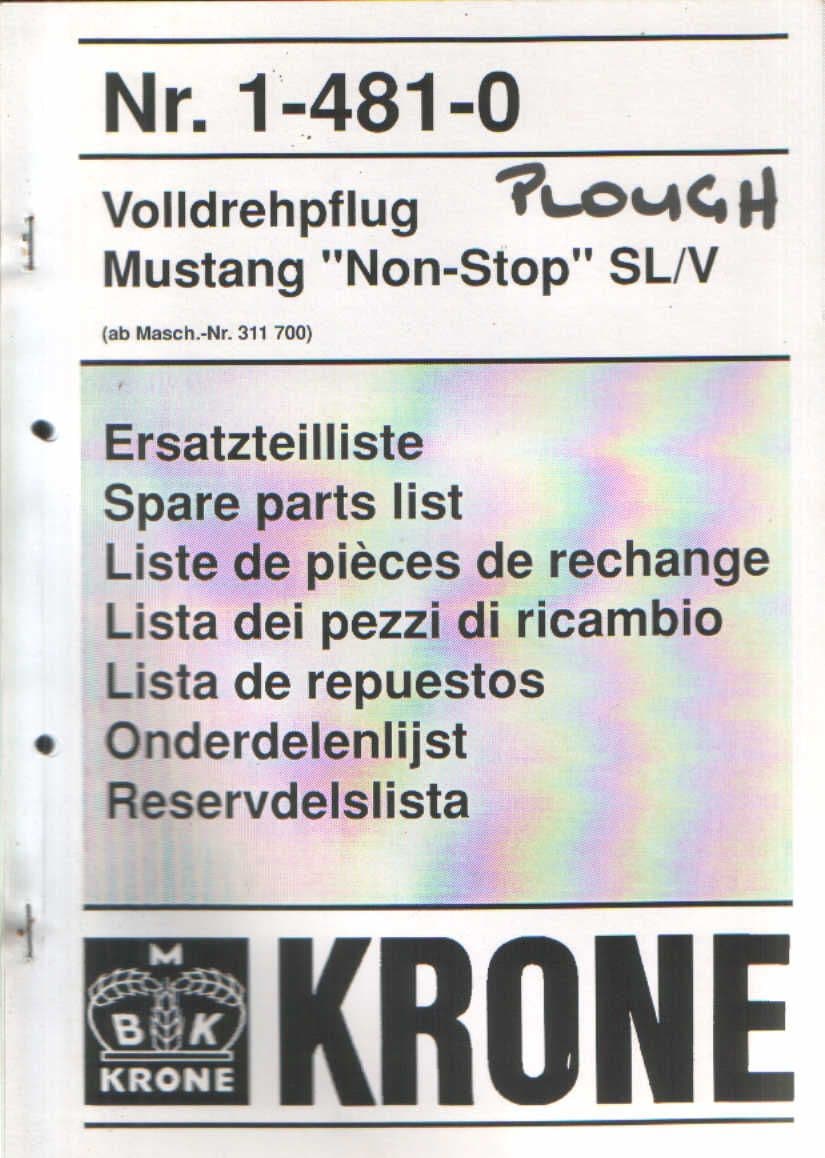 Nr. 1-481-0
Volldrehpflug PLOUGH
Mustang "Non-Stop" SL/V
(ab Masch.-Nr. 311 700)
Ersatzteilliste
Spare parts list
Liste de pièces de rechange
Lista dei pezzi di ricambio
Lista de repuestos
Onderdelenlijst
Reservdelslista
M
B K
KRONE
KRONE